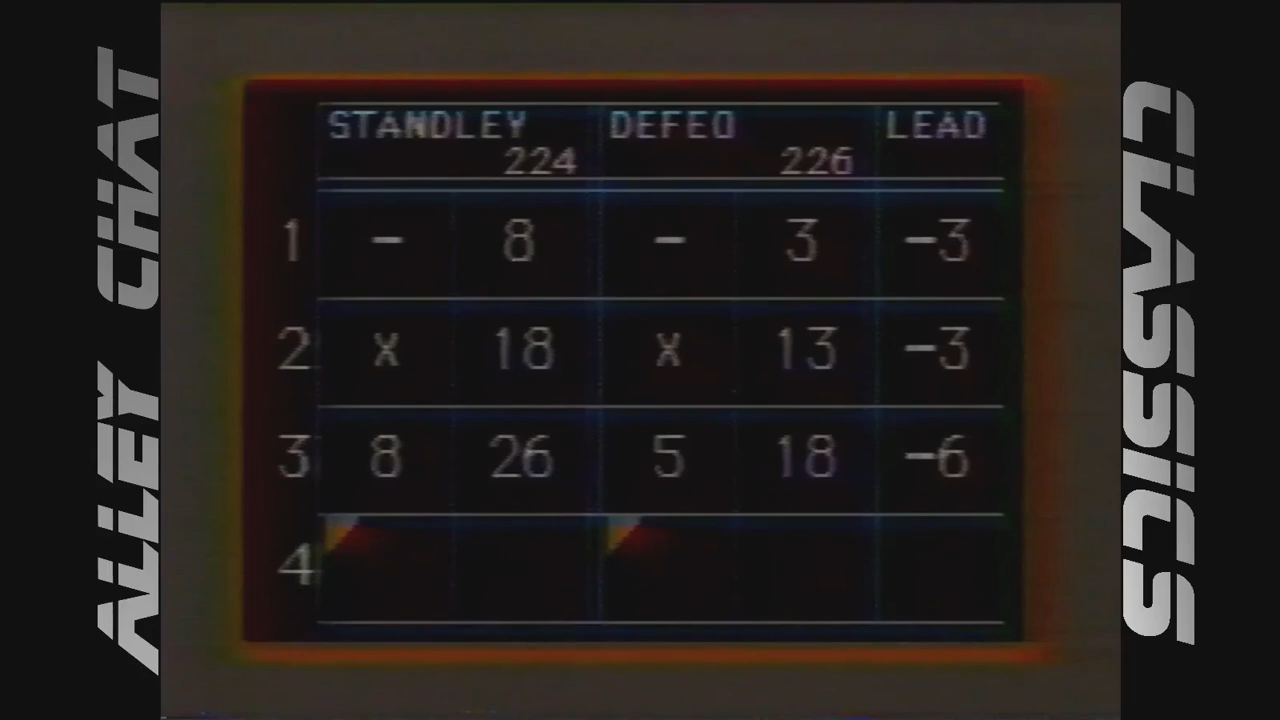 ALLEY CHAT
STANDLEY DEFEO LEAD
224 226
1 - 8 - 3 -3
2 X 18 X 13 -3
3 8 26 5 18 -6
4
CLASSICS